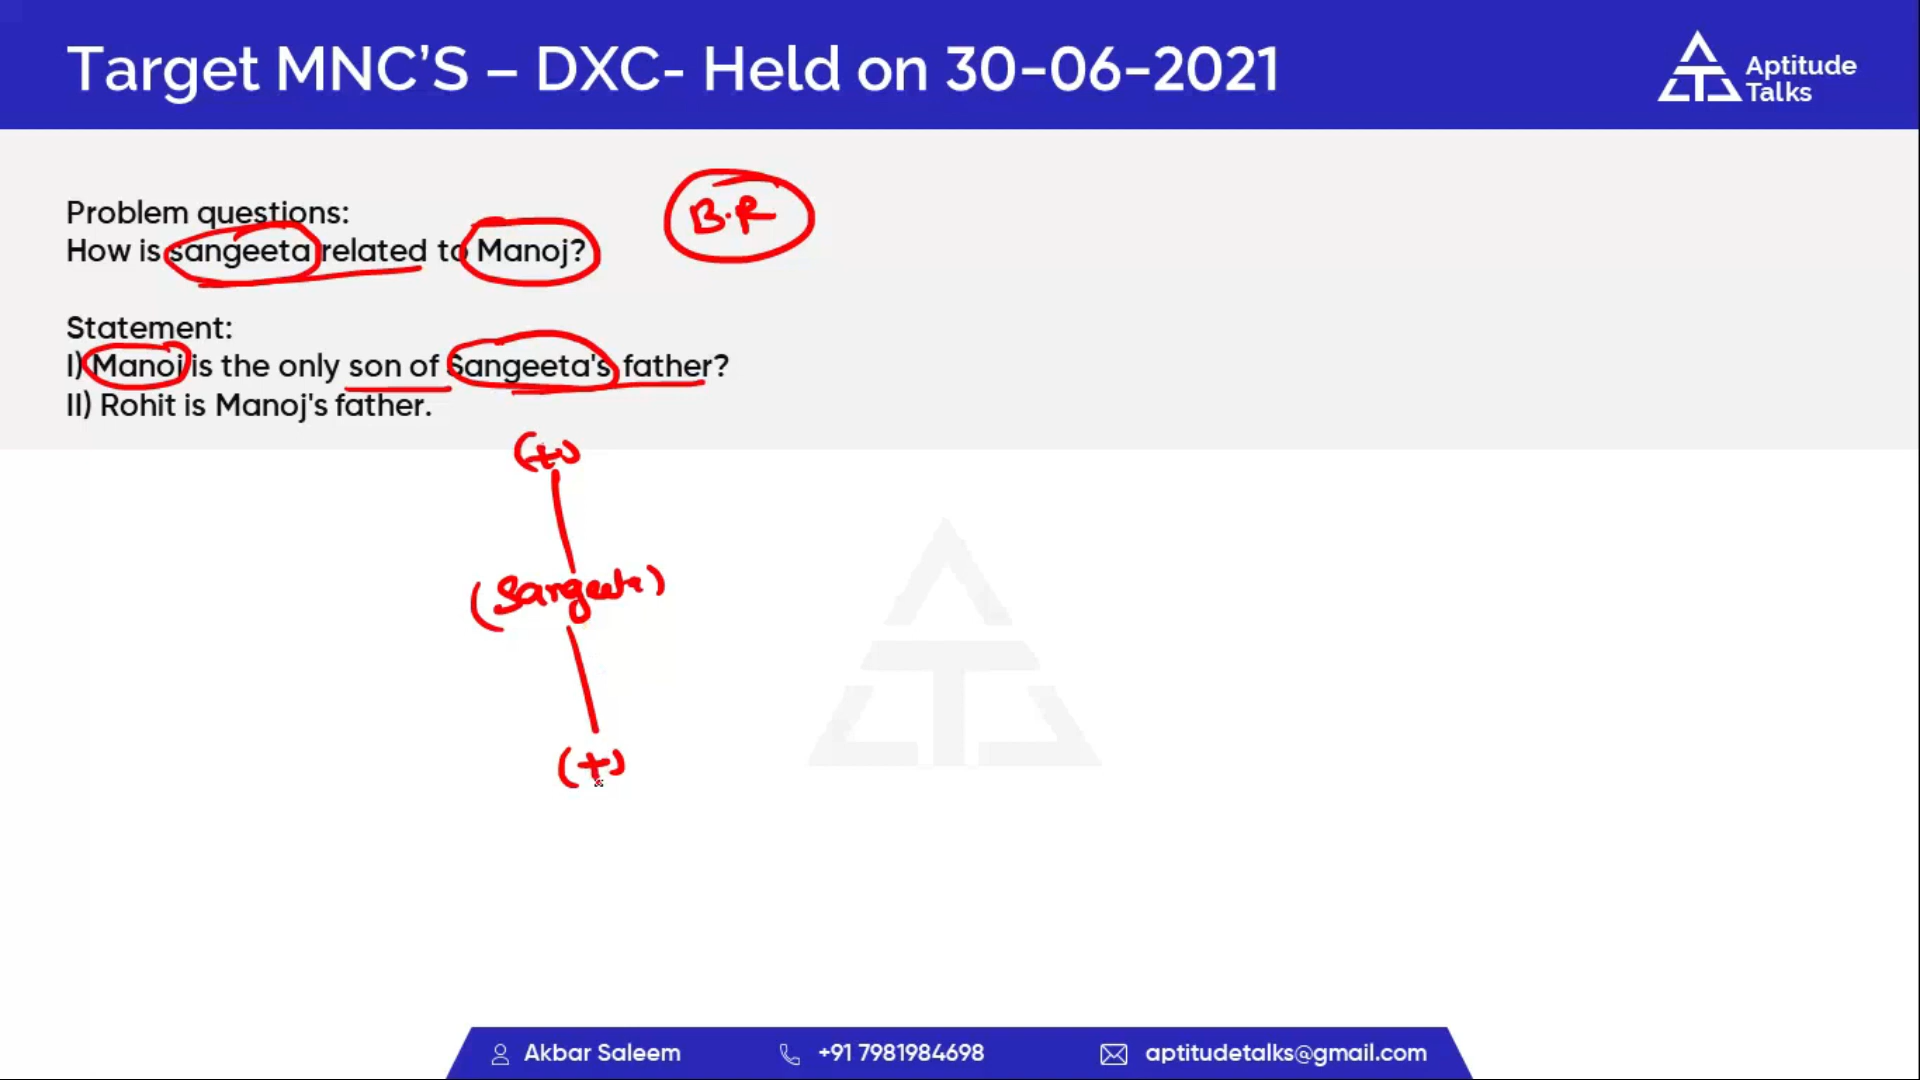 Target MNC’S – DXC- Held on 30-06-2021
Aptitude
Talks
Problem questions:
B.R
How is sangeeta related to Manoj?
Statement:
I) Manoj is the only son of Sangeeta's father?
II) Rohit is Manoj's father.
(+)
(Sangeeta)
(+)
Akbar Saleem
+91 7981984698
aptitudetalks@gmail.com